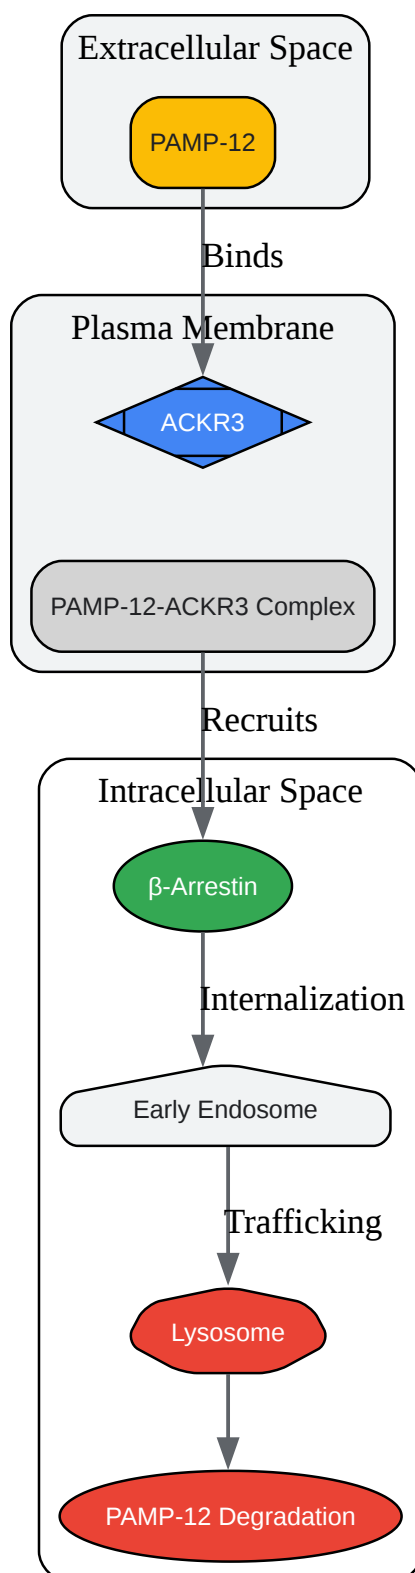 Extracellular Space
PAMP-12
Binds
Plasma Membrane
ACKR3
PAMP-12-ACKR3 Complex
Recruits
Intracellular Space
β-Arrestin
Internalization
Early Endosome
Trafficking
Lysosome
PAMP-12 Degradation